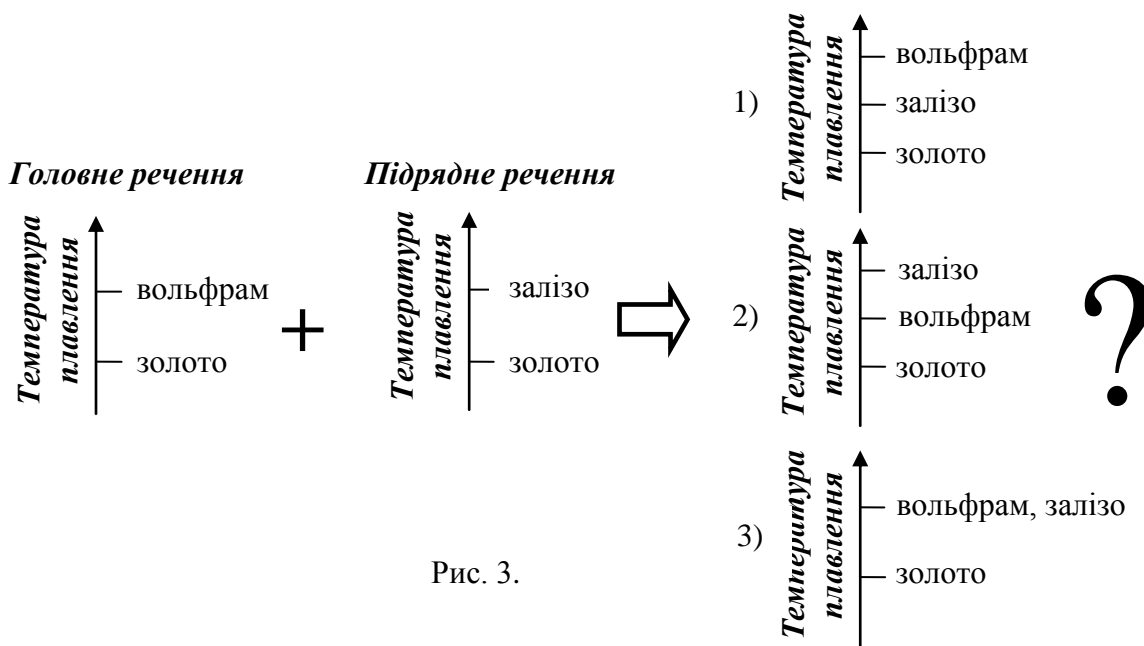 Головне речення
Температура
плавлення
вольфрам
золото
+
Підрядне речення
Температура
плавлення
залізо
золото
1)
Температура
плавлення
вольфрам
залізо
золото
2)
Температура
плавлення
залізо
вольфрам
золото
3)
Температура
плавлення
вольфрам, залізо
золото
?
Рис. 3.